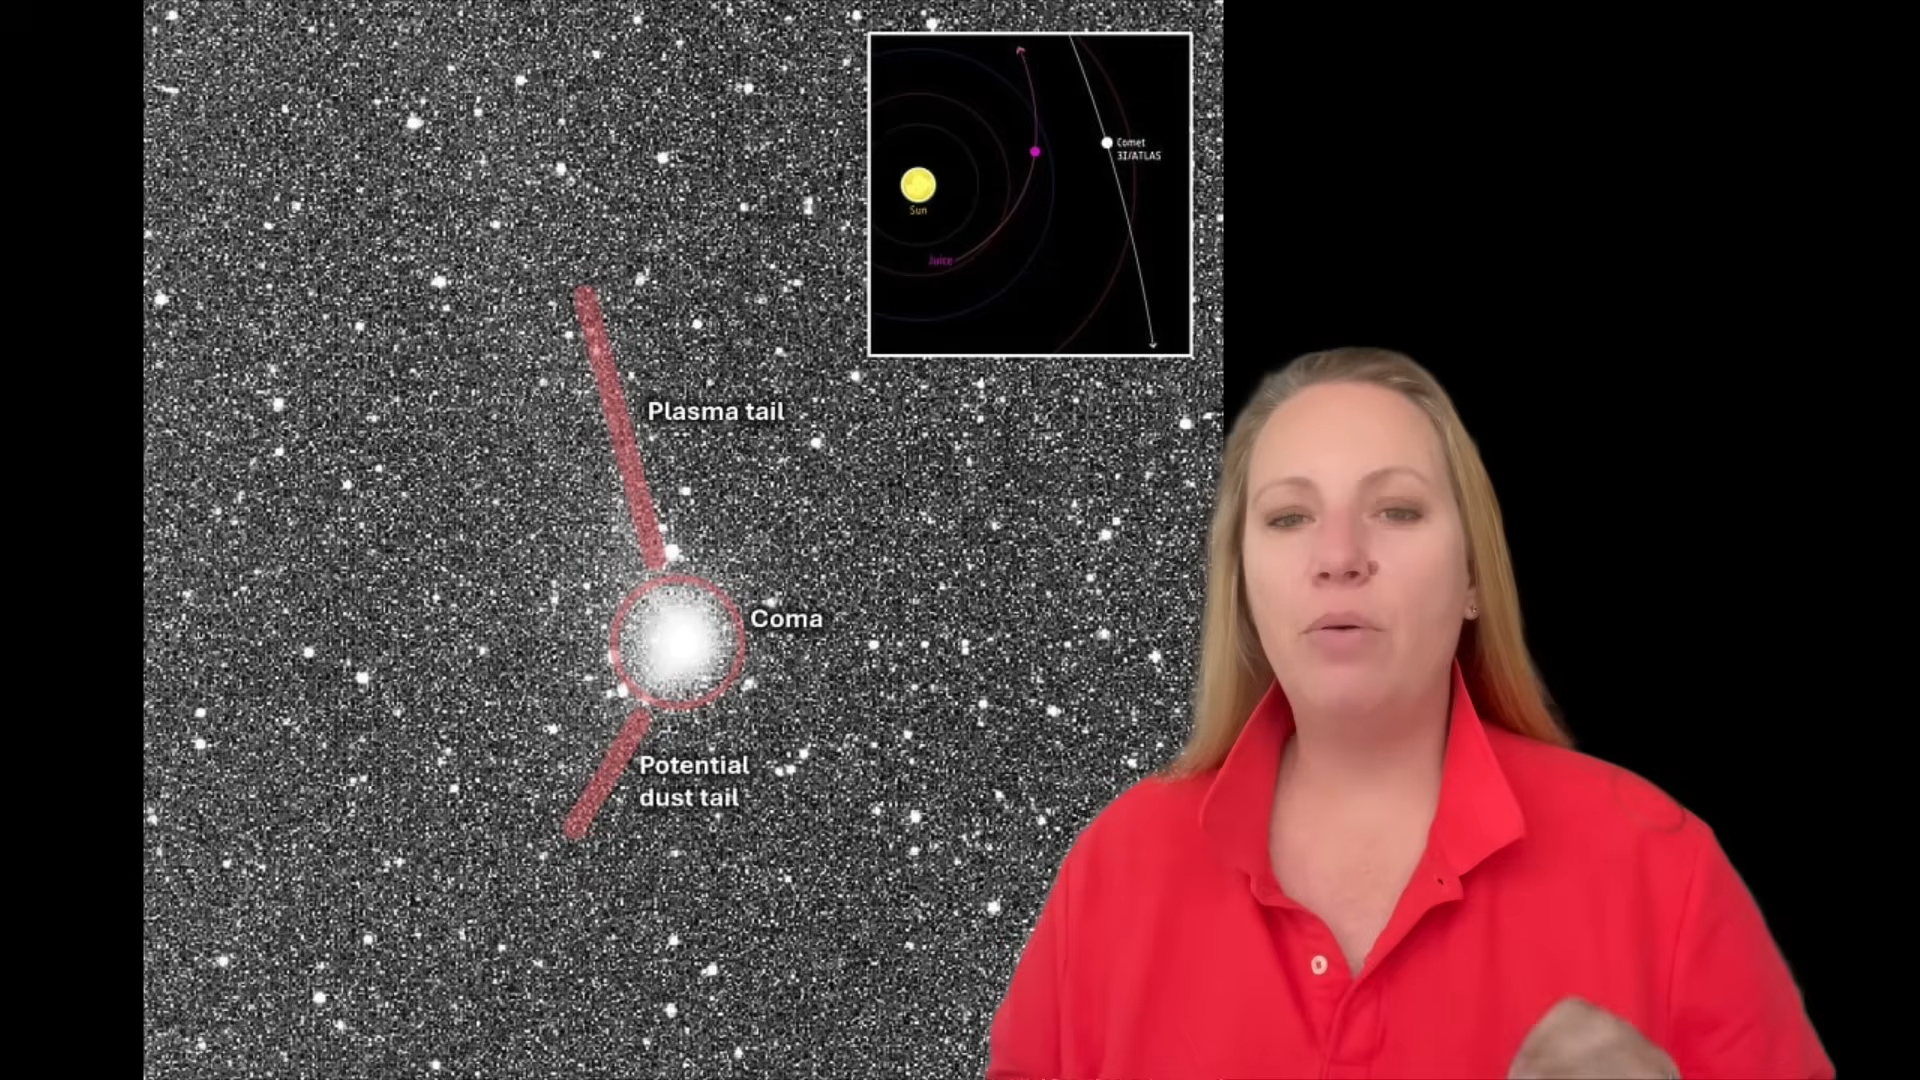 Comet
3I/ATLAS
Sun
Juice
Plasma tail
Coma
Potential
dust tail